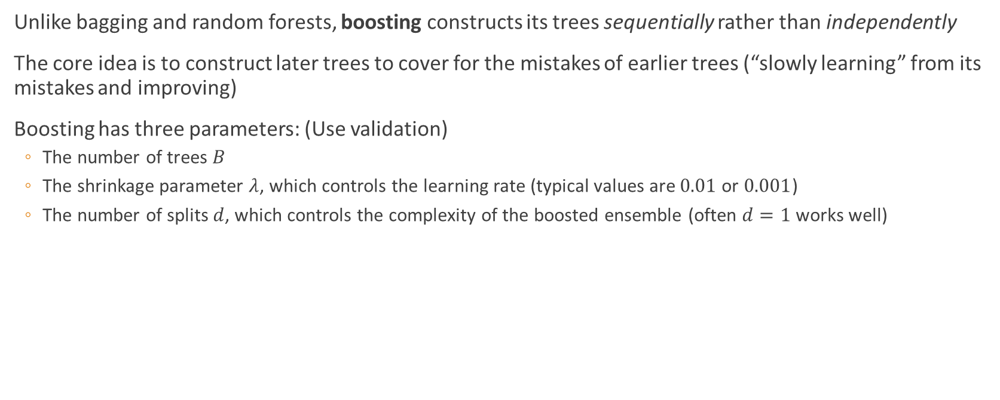 Unlike bagging and random forests, boosting constructs its trees sequentially rather than independently
The core idea is to construct later trees to cover for the mistakes of earlier trees (“slowly learning” from its
mistakes and improving)
Boosting has three parameters: (Use validation)
◦ The number of trees 𝐵
◦ The shrinkage parameter 𝜆, which controls the learning rate (typical values are 0.01 or 0.001)
◦ The number of splits 𝑑, which controls the complexity of the boosted ensemble (often 𝑑 = 1 works well)